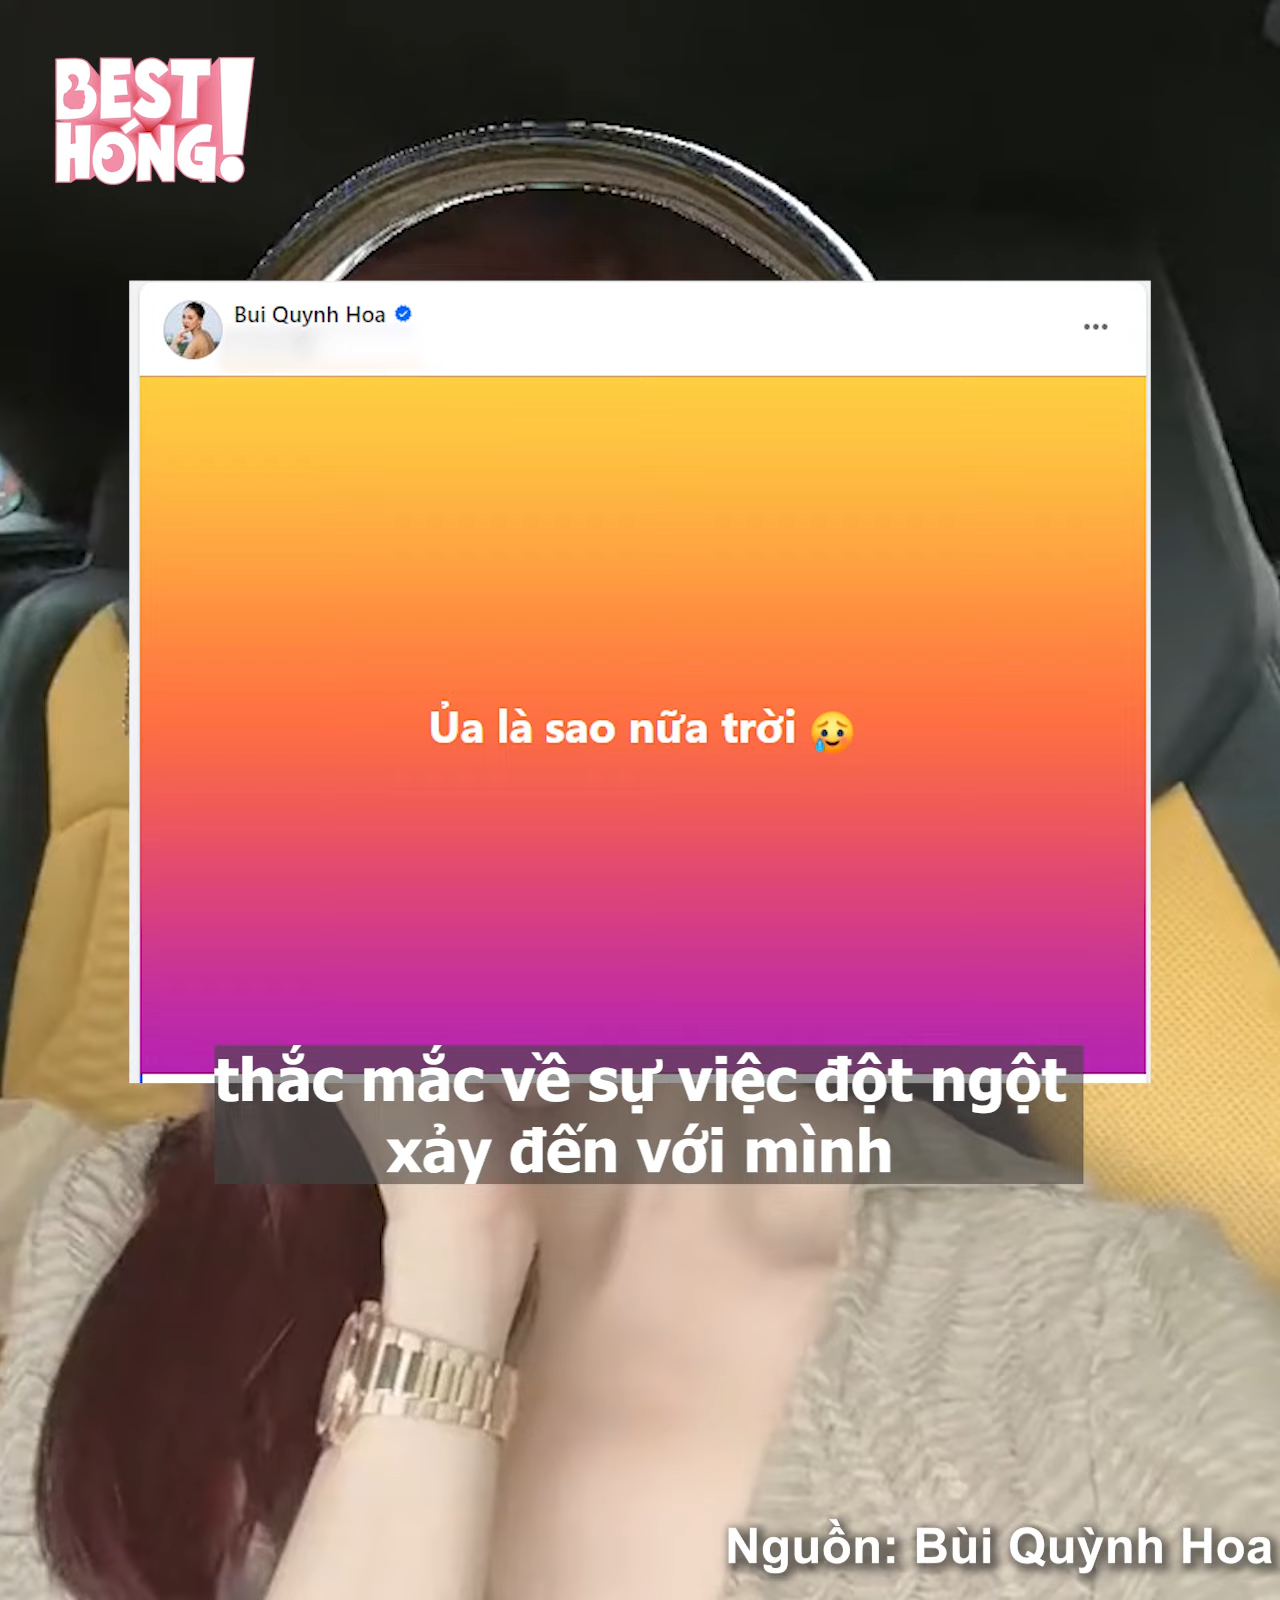 BEST
HÓNG!
Bui Quynh Hoa
Ủa là sao nữa trời 🥲
thắc mắc về sự việc đột ngột
xảy đến với mình
Nguồn: Bùi Quỳnh Hoa